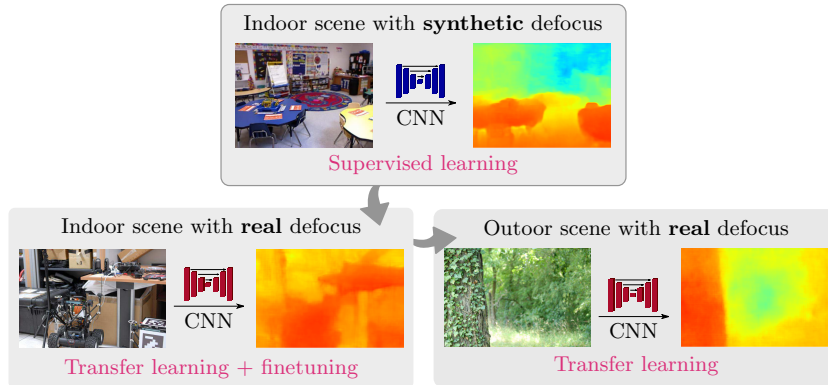 Indoor scene with synthetic defocus
CNN
Supervised learning
Indoor scene with real defocus
CNN
Transfer learning + finetuning
Outoor scene with real defocus
CNN
Transfer learning